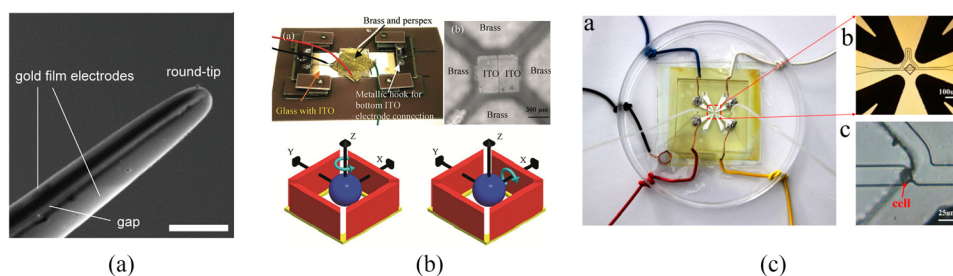 (a)
gold film electrodes
round-tip
gap
(a)
Brass and perspex
Glass with ITO
Metallic hook for
bottom ITO
electrode connection
(b)
Brass
Brass
ITO
ITO
Brass
Brass
300 µm
Z
Y
X
Z
Y
X
a
b
100µm
c
cell
25µm
(a)
(b)
(c)